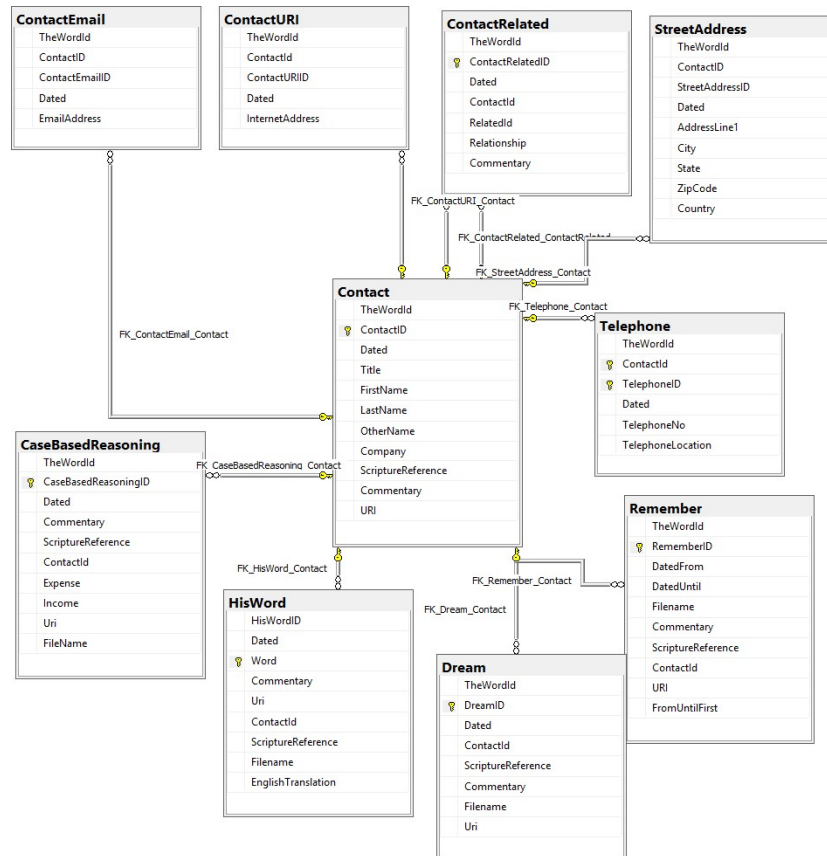 ContactEmail
TheWordId
ContactID
ContactEmailID
Dated
EmailAddress
ContactURI
TheWordId
ContactId
ContactURIID
Dated
InternetAddress
ContactRelated
TheWordId
ContactRelatedID
Dated
ContactId
RelatedId
Relationship
Commentary
StreetAddress
TheWordId
ContactID
StreetAddressID
Dated
AddressLine1
City
State
ZipCode
Country
FK_ContactURI_Contact
FK_ContactRelated_ContactRelated
FK_StreetAddress_Contact
FK_Telephone_Contact
FK_ContactEmail_Contact
Contact
TheWordId
ContactID
Dated
Title
FirstName
LastName
OtherName
Company
ScriptureReference
Commentary
URI
Telephone
TheWordId
ContactId
TelephoneID
Dated
TelephoneNo
TelephoneLocation
CaseBasedReasoning
TheWordId
CaseBasedReasoningID
Dated
Commentary
ScriptureReference
ContactId
Expense
Income
Uri
FileName
FK_CaseBasedReasoning_Contact
FK_HisWord_Contact
FK_Remember_Contact
FK_Dream_Contact
HisWord
HisWordID
Dated
Word
Commentary
Uri
ContactId
ScriptureReference
Filename
EnglishTranslation
Dream
TheWordId
DreamID
Dated
ContactId
ScriptureReference
Commentary
Filename
Uri
Remember
TheWordId
RememberID
DatedFrom
DatedUntil
Filename
Commentary
ScriptureReference
ContactId
URI
FromUntilFirst